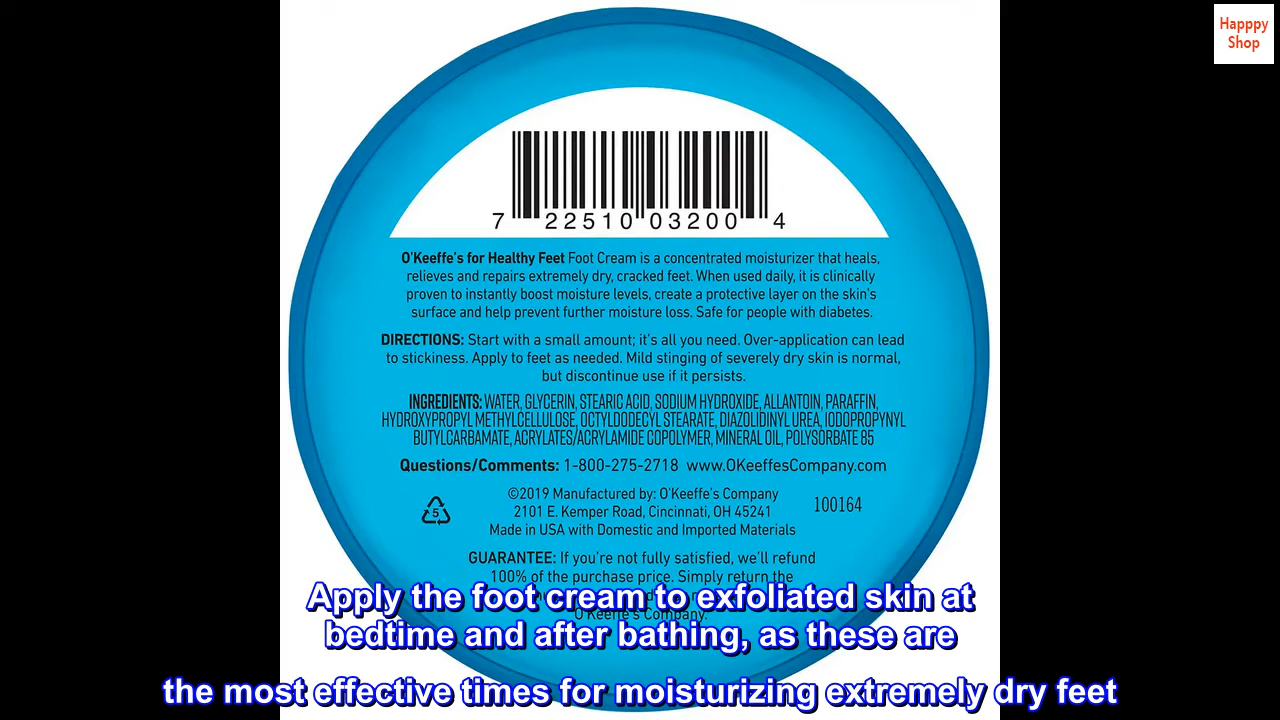 Happpy
Shop
7 22510 03200 4
O'Keeffe's for Healthy Feet Foot Cream is a concentrated moisturizer that heals,
relieves and repairs extremely dry, cracked feet. When used daily, it is clinically
proven to instantly boost moisture levels, create a protective layer on the skin's
surface and help prevent further moisture loss. Safe for people with diabetes.
DIRECTIONS: Start with a small amount; it's all you need. Over-application can lead
to stickiness. Apply to feet as needed. Mild stinging of severely dry skin is normal,
but discontinue use if it persists.
INGREDIENTS: WATER, GLYCERIN, STEARIC ACID, SODIUM HYDROXIDE, ALLANTOIN, PARAFFIN,
HYDROXYPROPYL METHYLCELLULOSE, OCTYLDODECYL STEARATE, DIAZOLIDINYL UREA, IODOPROPYNYL
BUTYLCARBAMATE, ACRYLATES/ACRYLAMIDE COPOLYMER, MINERAL OIL, POLYSORBATE 85
Questions/Comments: 1-800-275-2718 www.OKeeffesCompany.com
5
©2019 Manufactured by: O'Keeffe's Company
2101 E. Kemper Road, Cincinnati, OH 45241
Made in USA with Domestic and Imported Materials
100164
GUARANTEE: If you're not fully satisfied, we'll refund
100% of the purchase price. Simply return the
O'Keeffe's Company.
Apply the foot cream to exfoliated skin at
bedtime and after bathing, as these are
the most effective times for moisturizing extremely dry feet